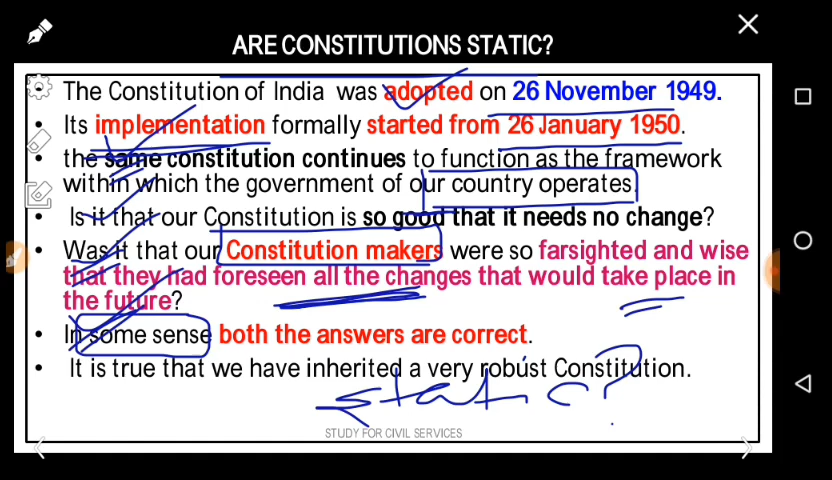 ARE CONSTITUTIONS STATIC?
• The Constitution of India was adopted on 26 November 1949.
• Its implementation formally started from 26 January 1950.
• the same constitution continues to function as the framework
within which the government of our country operates.
• Is it that our Constitution is so good that it needs no change?
• Was it that our Constitution makers were so farsighted and wise
that they had foreseen all the changes that would take place in
the future?
• In some sense both the answers are correct.
• It is true that we have inherited a very robust Constitution.
static?
STUDY FOR CIVIL SERVICES